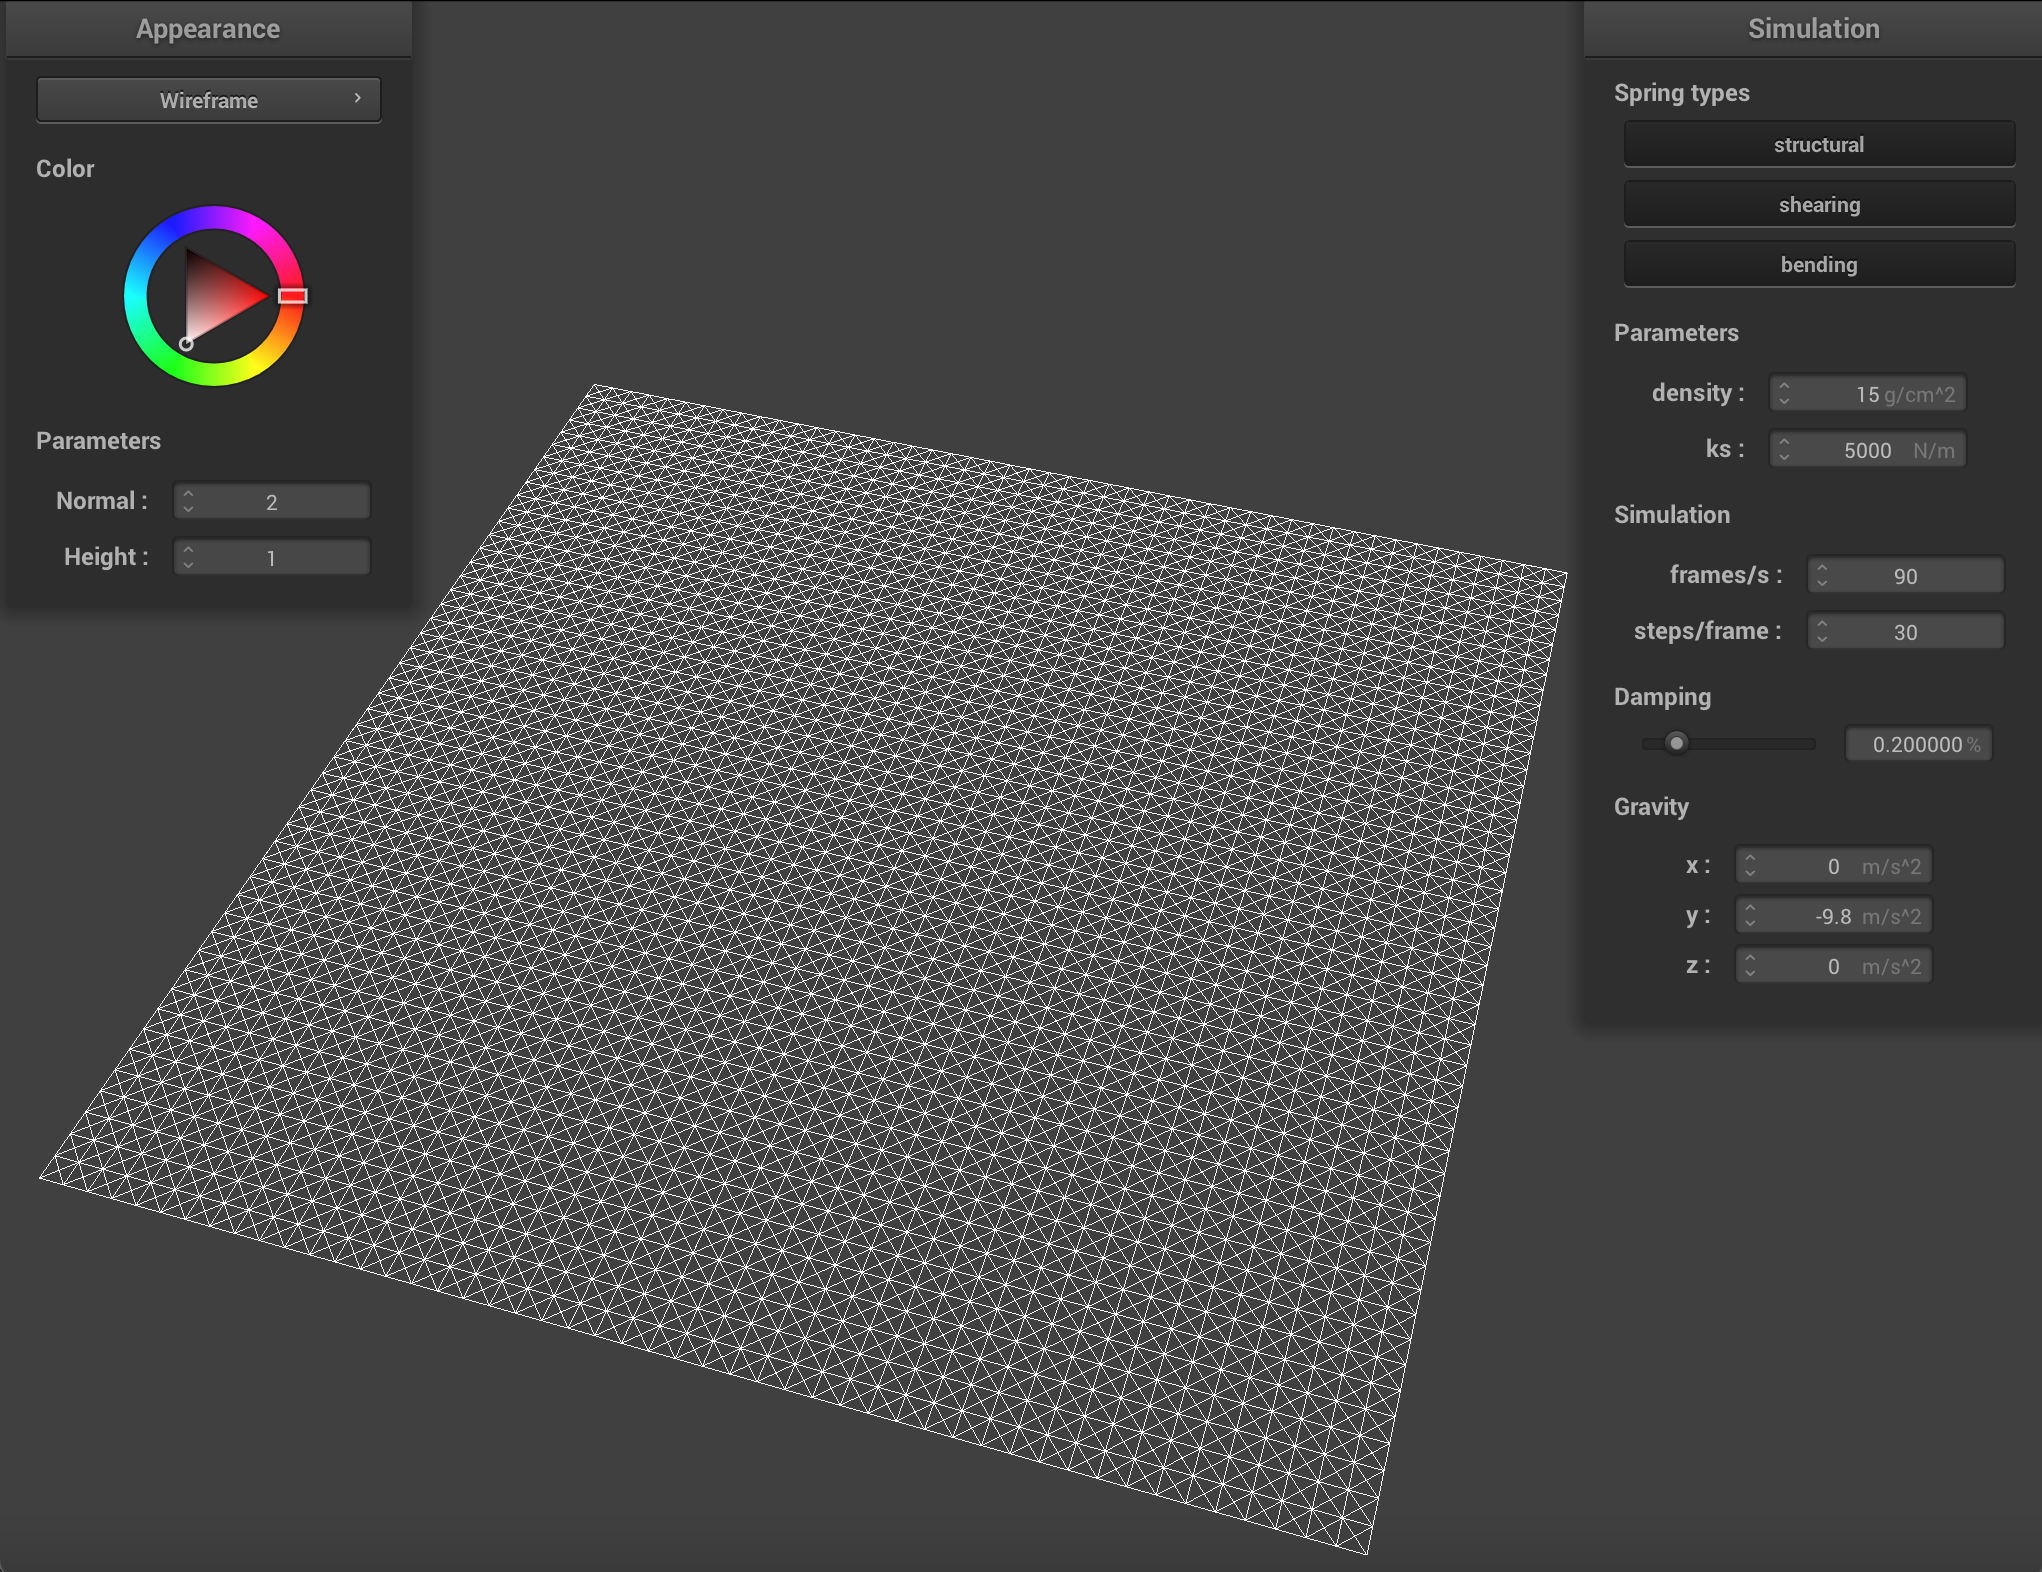 Appearance
Wireframe ›
Color
Parameters
Normal : 2
Height : 1
Simulation
Spring types
structural
shearing
bending
Parameters
density : 15 g/cm^2
ks : 5000 N/m
Simulation
frames/s : 90
steps/frame : 30
Damping
0.200000 %
Gravity
x : 0 m/s^2
y : -9.8 m/s^2
z : 0 m/s^2